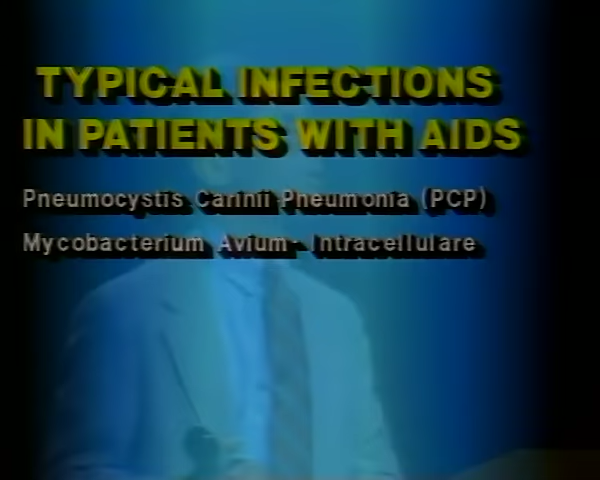 TYPICAL INFECTIONS
IN PATIENTS WITH AIDS
Pneumocystis Carinii Pneumonia (PCP)
Mycobacterium Avium- Intracellulare